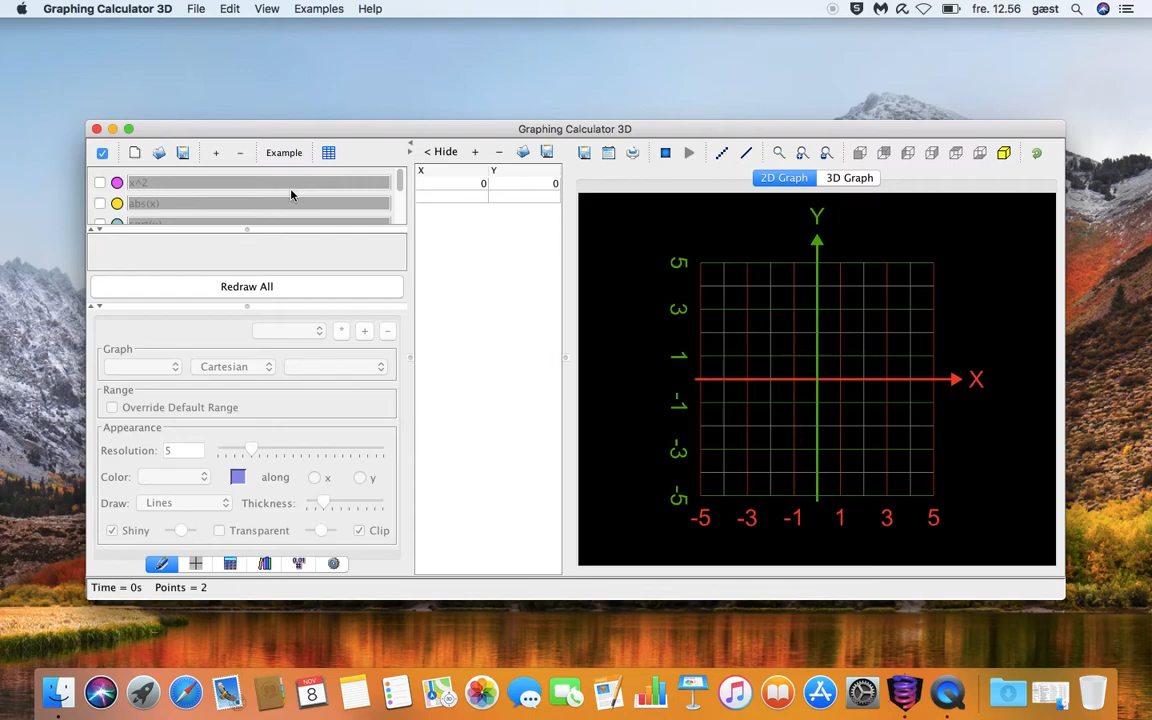 Graphing Calculator 3D File Edit View Examples Help fre. 12.56 gæst
Graphing Calculator 3D
+ − Example
< Hide + −
2D Graph 3D Graph
x^2
abs(x)
X Y
0 0
Redraw All
* + −
Graph
Cartesian
Range
Override Default Range
Appearance
Resolution: 5
Color: along x y
Draw: Lines Thickness:
Shiny Transparent Clip
Time = 0s Points = 2
Y
5
3
1
-1
-3
-5
X
-5 -3 -1 1 3 5
NOV
8